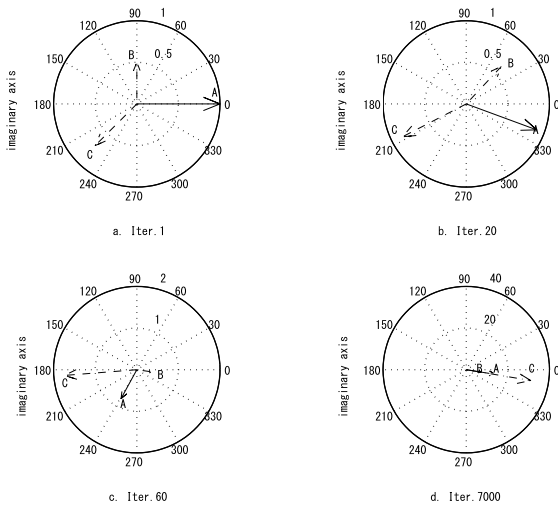 90 1
120 60
B 0.5
150 30
A
180 0
C
210 330
240 300
270
imaginary axis
a. Iter.1
90 1
120 60
0.5
B
150 30
180 0
C A
210 330
240 300
270
imaginary axis
b. Iter.20
90 2
120 60
1
150 30
180 0
C B
A
210 330
240 300
270
imaginary axis
c. Iter.60
90 40
120 60
20
150 30
180 B A C 0
210 330
240 300
270
imaginary axis
d. Iter.7000